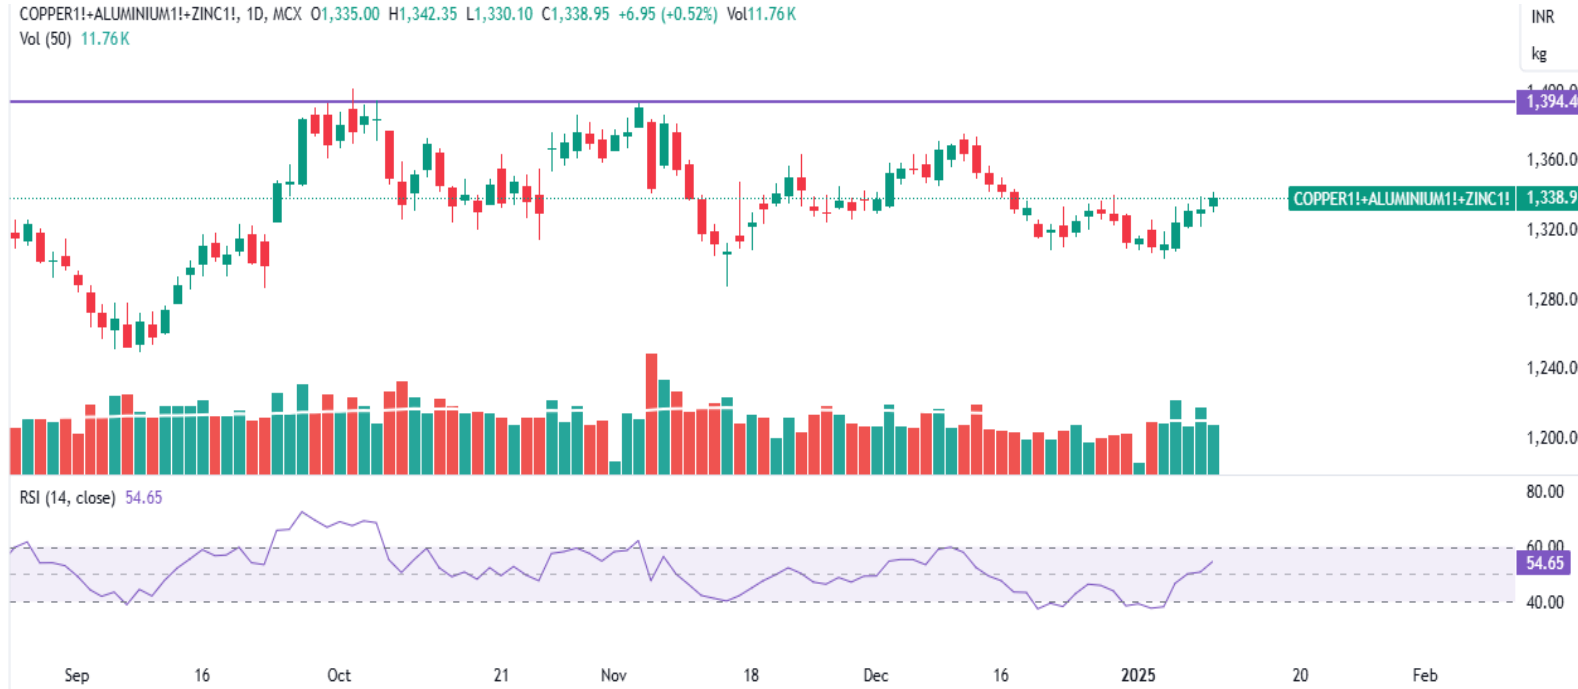 COPPER1!+ALUMINIUM1!+ZINC1!, 1D, MCX O1,335.00 H1,342.35 L1,330.10 C1,338.95 +6.95 (+0.52%) Vol11.76K
Vol (50) 11.76K
INR
kg
1,400.0
1,394.4
1,360.0
COPPER1!+ALUMINIUM1!+ZINC1! 1,338.9
1,320.0
1,280.0
1,240.0
1,200.0
RSI (14, close) 54.65
80.00
60.00
54.65
40.00
Sep 16 Oct 21 Nov 18 Dec 16 2025 20 Feb